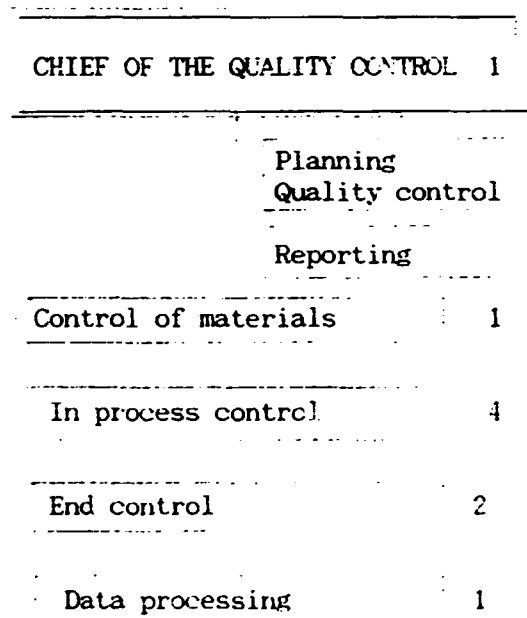 CHIEF OF THE QUALITY CONTROL 1
Planning
Quality control
Reporting
Control of materials 1
In process control 4
End control 2
Data processing 1